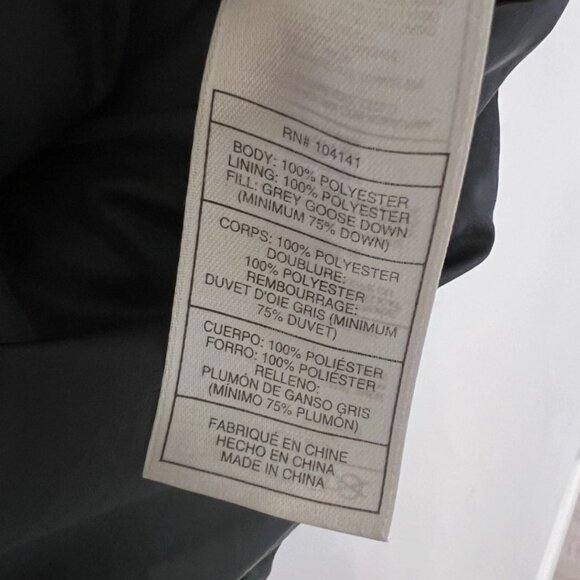 RN# 104141
BODY: 100% POLYESTER
LINING: 100% POLYESTER
FILL: GREY GOOSE DOWN
(MINIMUM 75% DOWN)
CORPS: 100% POLYESTER
DOUBLURE:
100% POLYESTER
REMBOURRAGE:
DUVET D'OIE GRIS (MINIMUM
75% DUVET)
CUERPO: 100% POLIÉSTER
FORRO: 100% POLIÉSTER
RELLENO:
PLUMÓN DE GANSO GRIS
(MÍNIMO 75% PLUMÓN)
FABRIQUÉ EN CHINE
HECHO EN CHINA
MADE IN CHINA